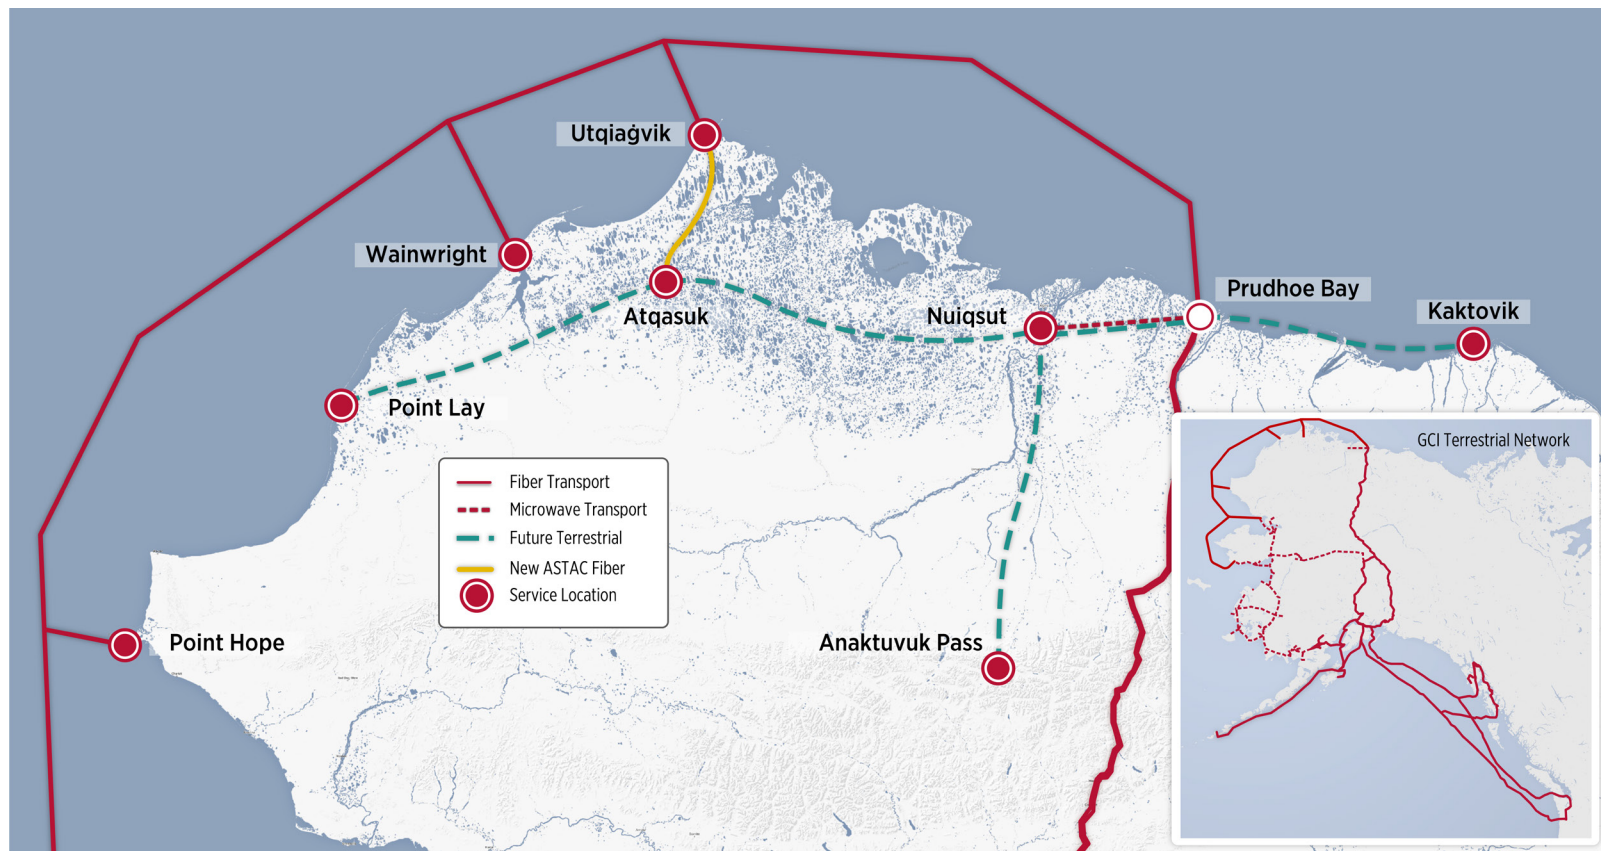 Utqiaġvik
Wainwright
Atqasuk
Nuiqsut
Prudhoe Bay
Kaktovik
Point Lay
GCI Terrestrial Network
Fiber Transport
Microwave Transport
Future Terrestrial
New ASTAC Fiber
Service Location
Point Hope
Anaktuvuk Pass